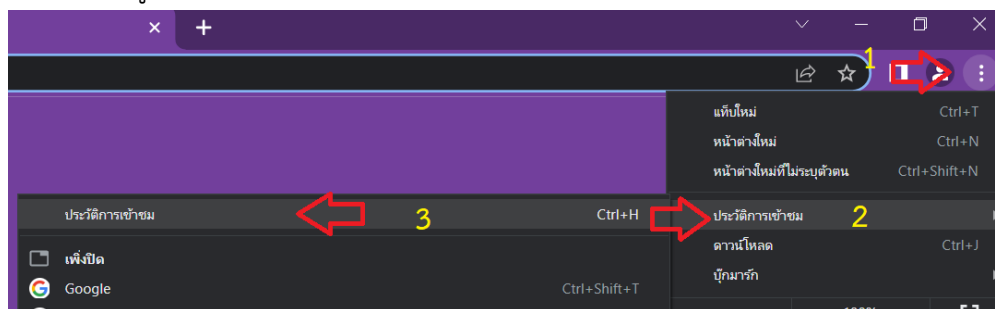 1
แท็บใหม่ Ctrl+T
หน้าต่างใหม่ Ctrl+N
หน้าต่างใหม่ที่ไม่ระบุตัวตน Ctrl+Shift+N
ประวัติการเข้าชม 3 Ctrl+H
ประวัติการเข้าชม 2
ดาวน์โหลด Ctrl+J
บุ๊กมาร์ก
เพิ่งปิด
Google Ctrl+Shift+T